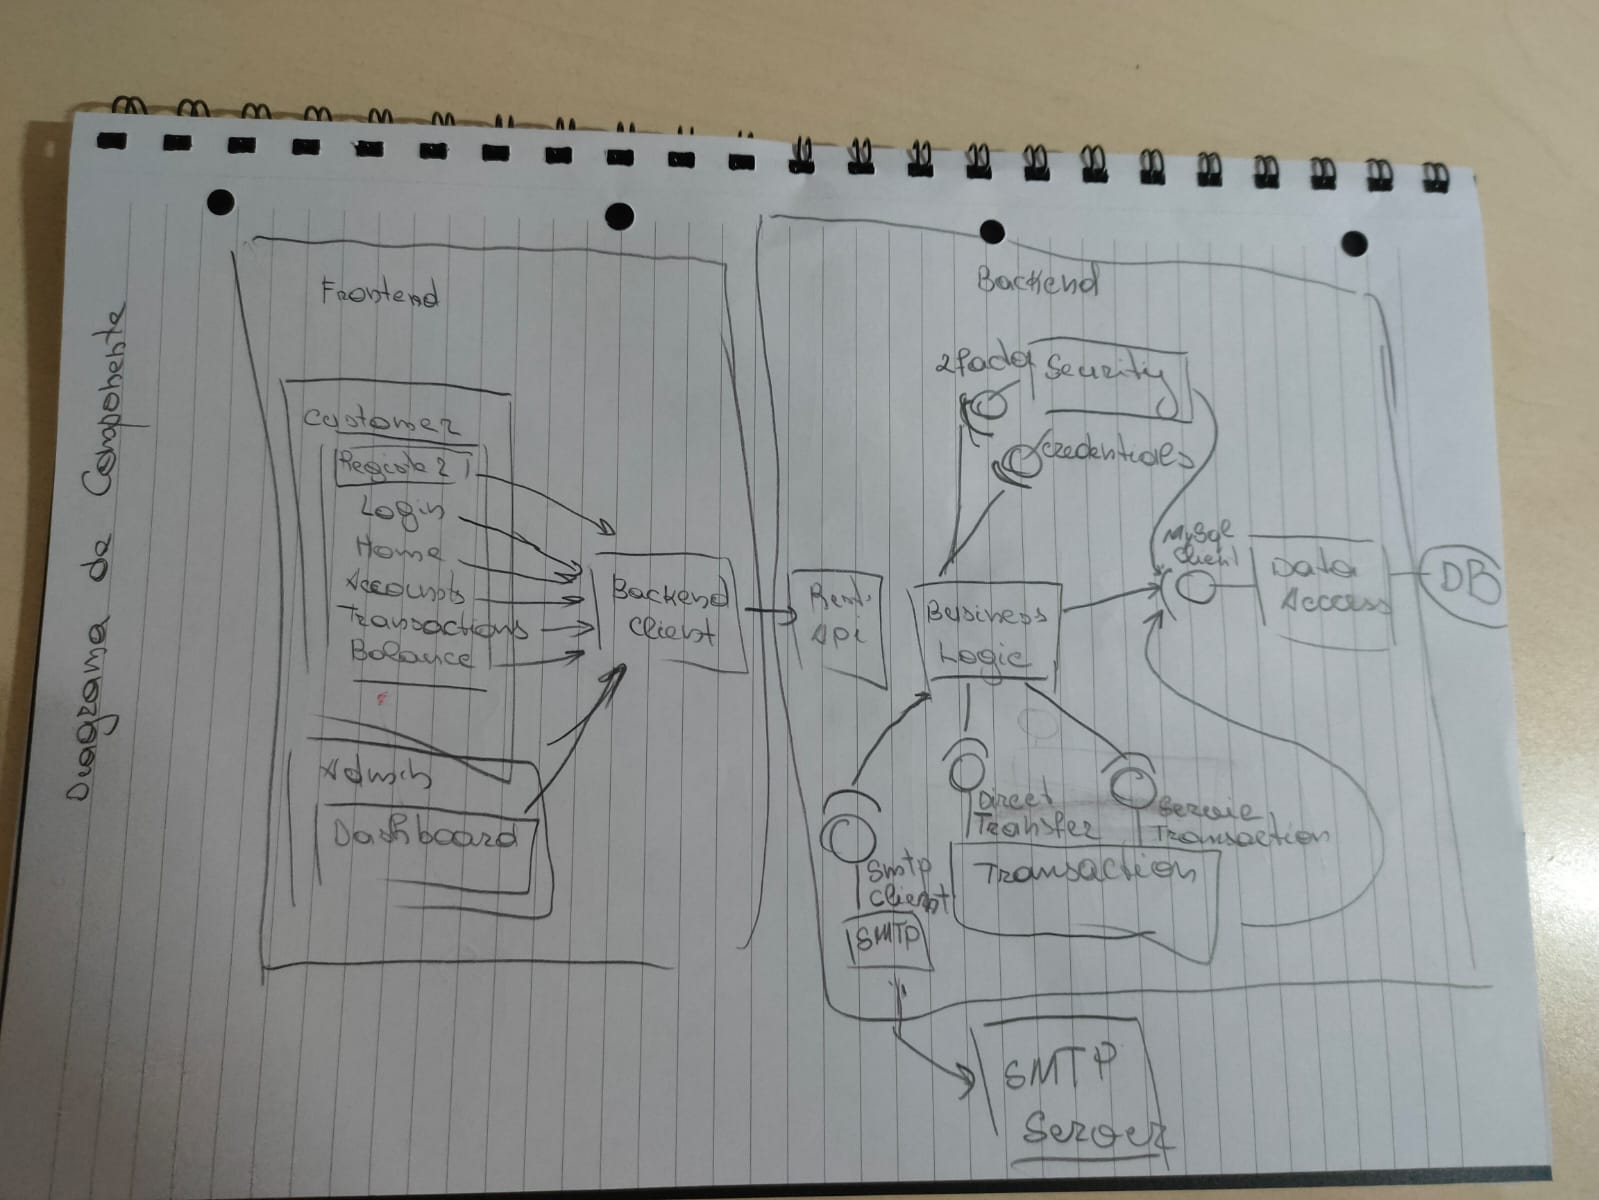 Diagrama de Componente
Frontend
Customer
Register
Login
Home
Accounts
Transactions
Balance
Admin
Dashboard
Backend
Client
Backend
Rest
Api
2factor
Security
Credentials
Business
Logic
MySql
Client
Data
Access
DB
Direct
Transfer
Service
Transaction
Transaction
Smtp
Client
SMTP
SMTP
Server